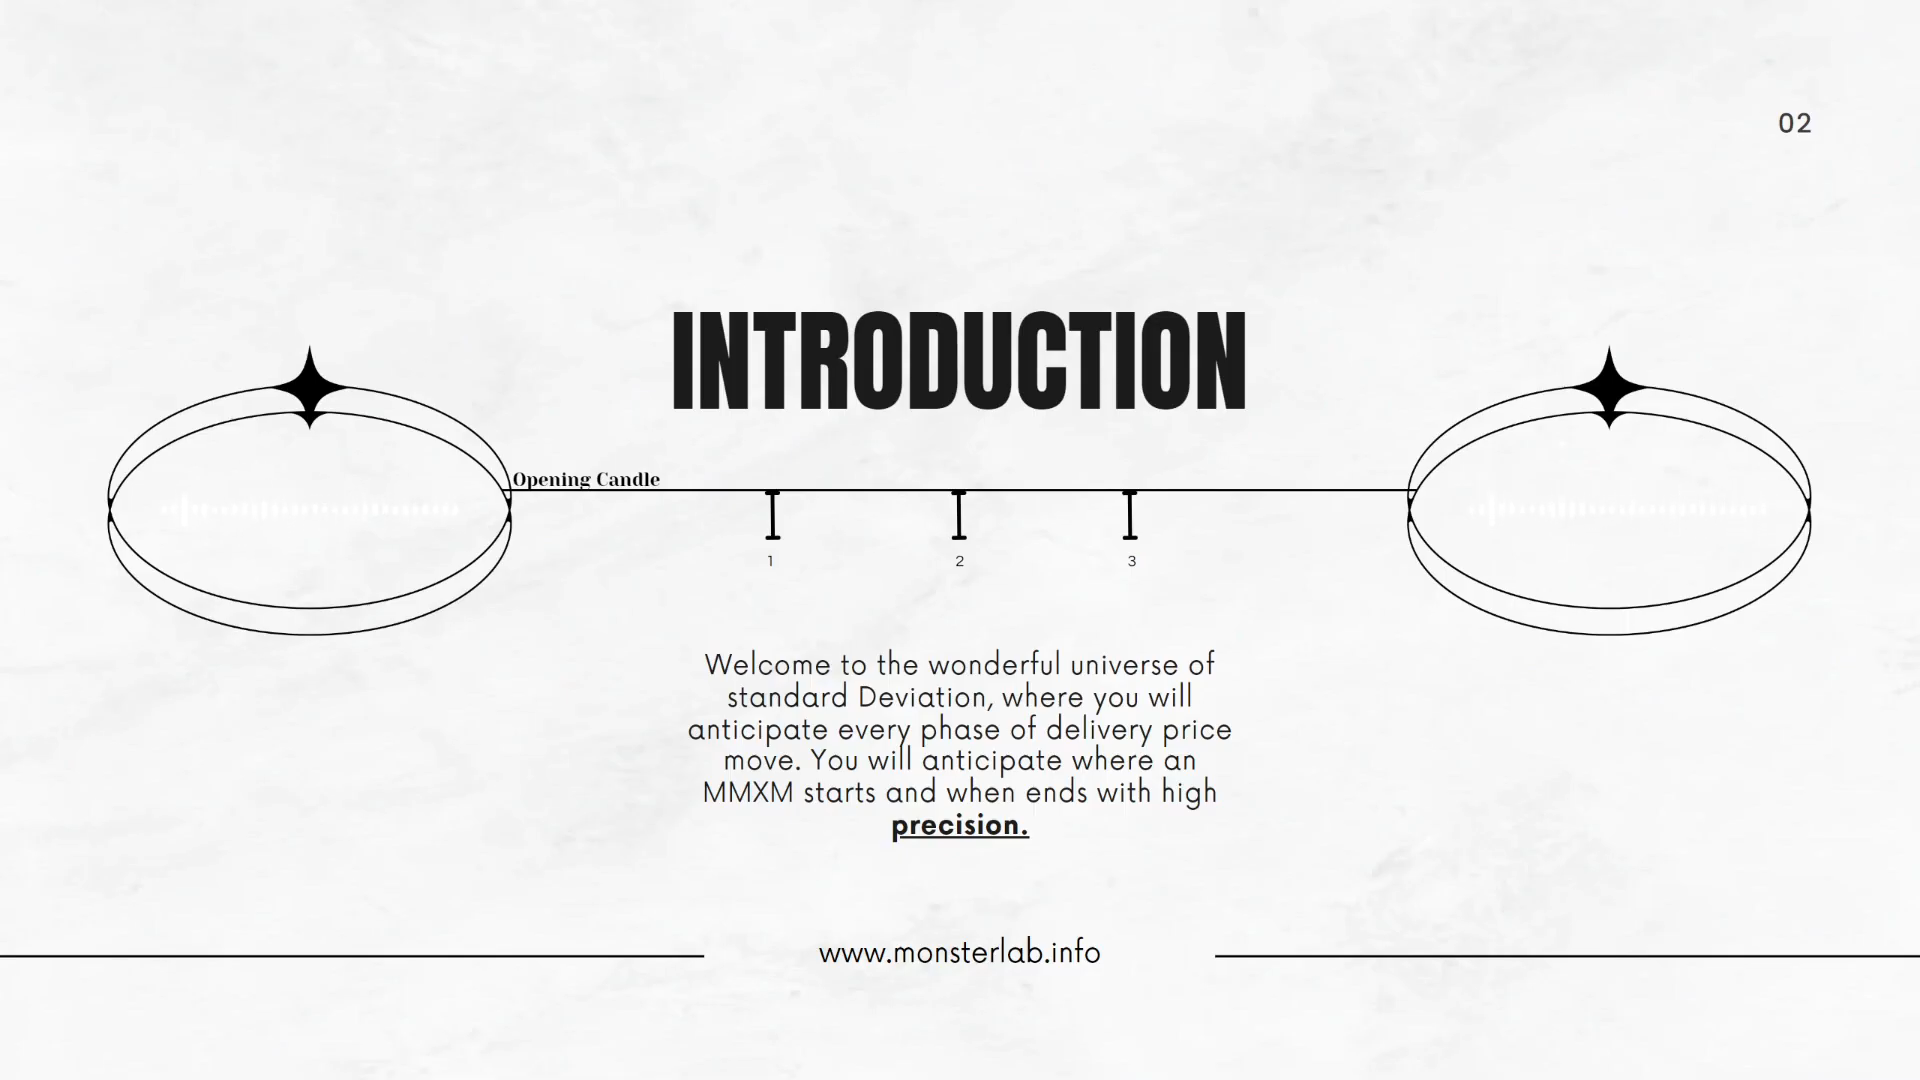 02
INTRODUCTION
Opening Candle
1 2 3
Welcome to the wonderful universe of
standard Deviation, where you will
anticipate every phase of delivery price
move. You will anticipate where an
MMXM starts and when ends with high
precision.
www.monsterlab.info